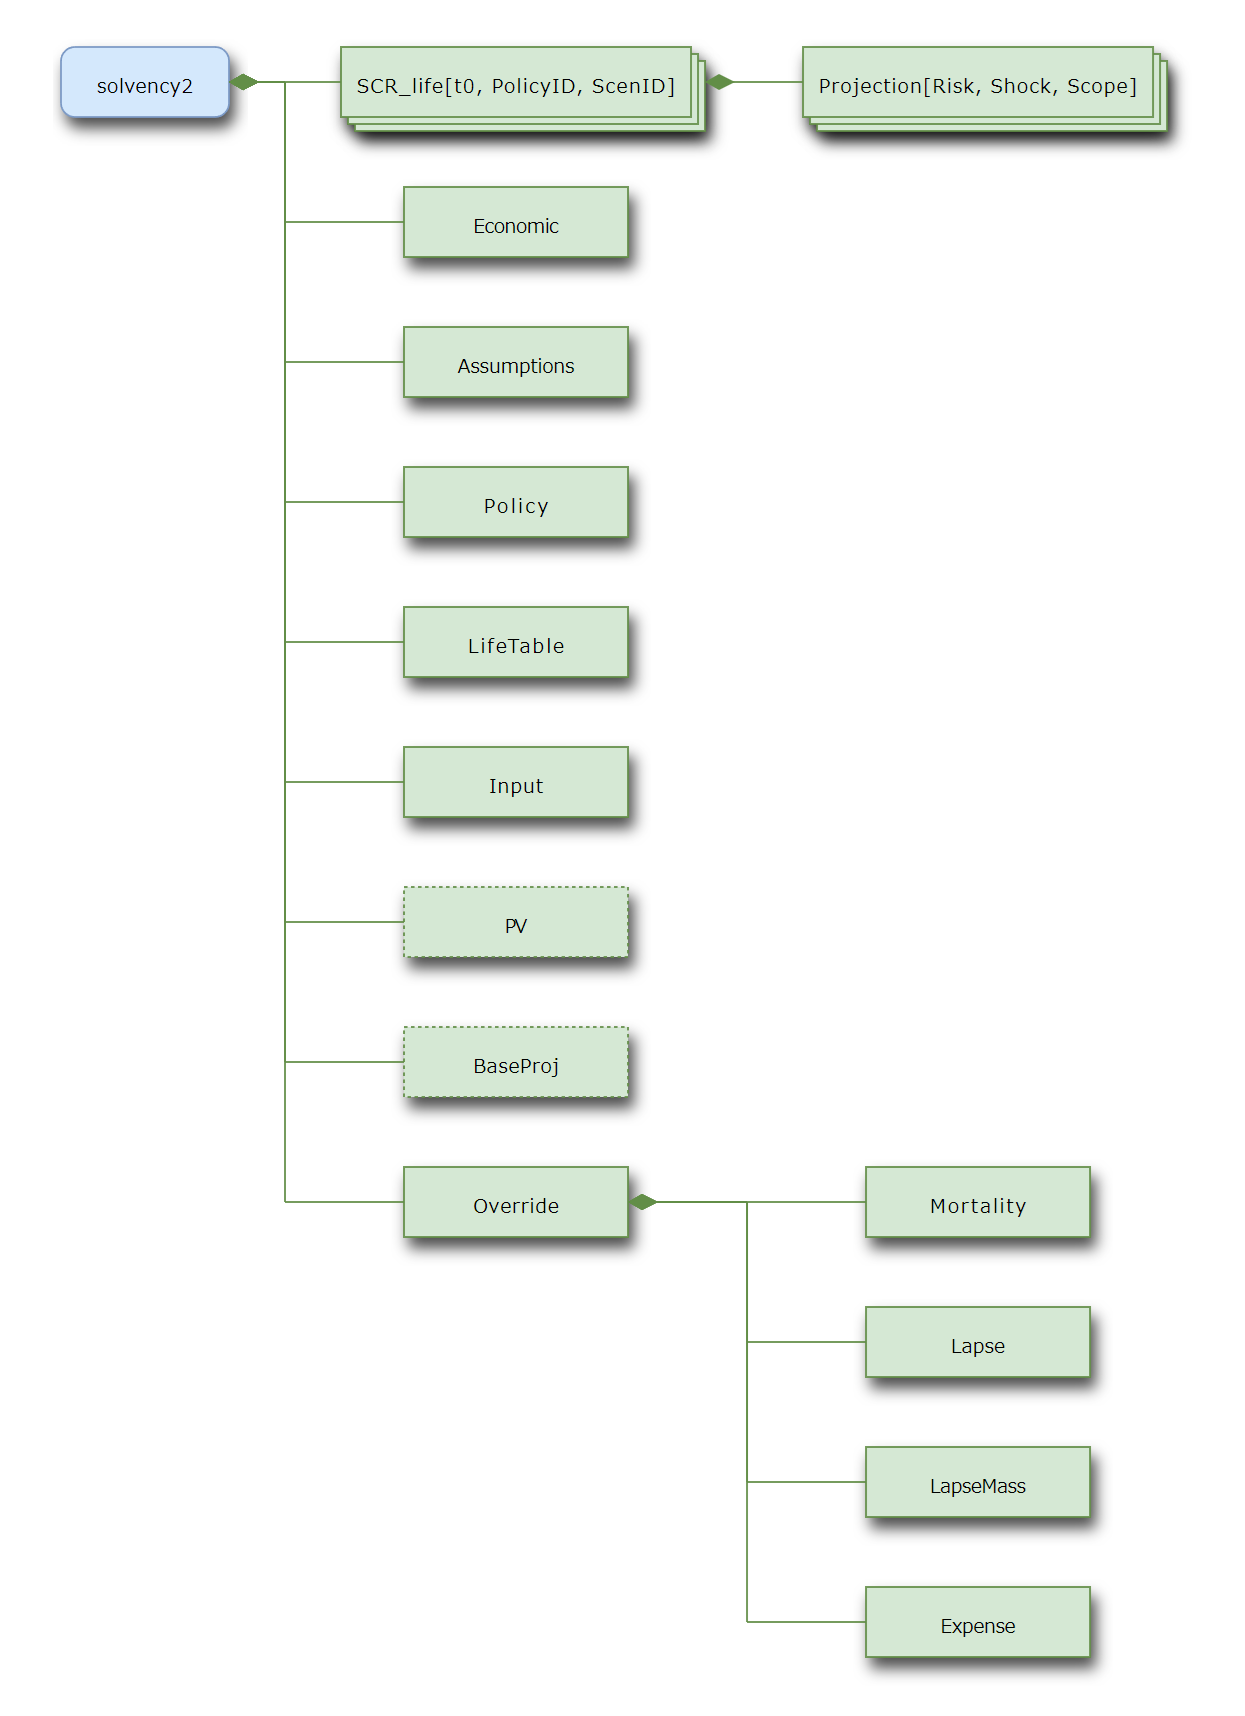 solvency2
SCR_life[t0, PolicyID, ScenID]
Projection[Risk, Shock, Scope]
Economic
Assumptions
Policy
LifeTable
Input
PV
BaseProj
Override
Mortality
Lapse
LapseMass
Expense